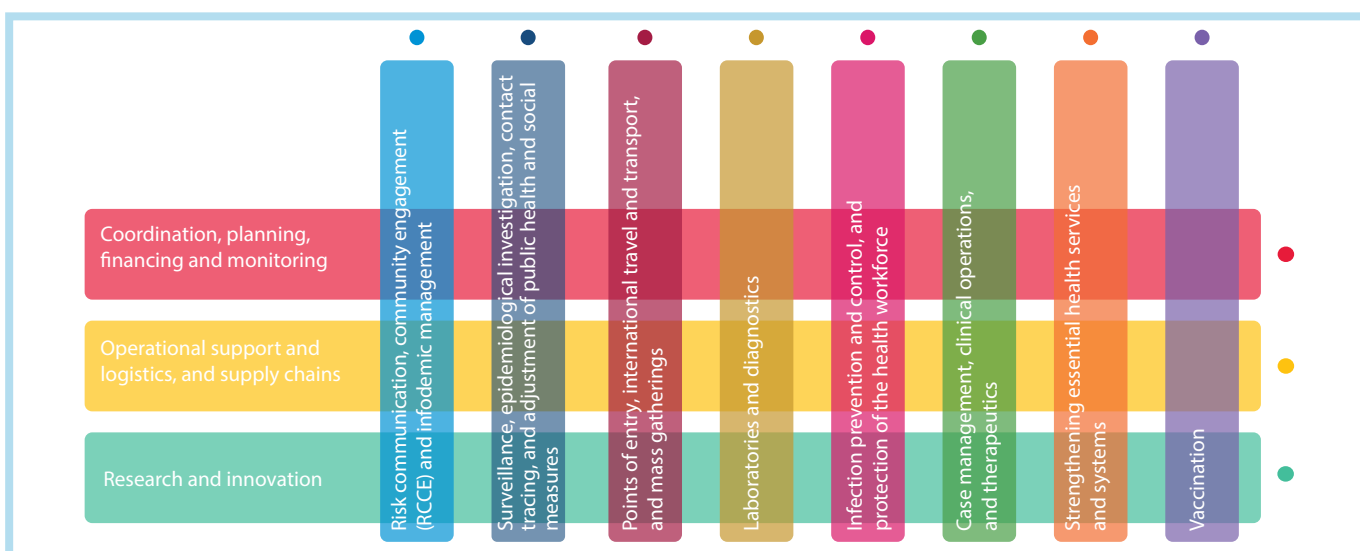 Coordination, planning,
financing and monitoring
Operational support and
logistics, and supply chains
Research and innovation
Risk communication, community engagement
(RCCE) and infodemic management
Surveillance, epidemiological investigation, contact
tracing, and adjustment of public health and social
measures
Points of entry, international travel and transport,
and mass gatherings
Laboratories and diagnostics
Infection prevention and control, and
protection of the health workforce
Case management, clinical operations,
and therapeutics
Strengthening essential health services
and systems
Vaccination